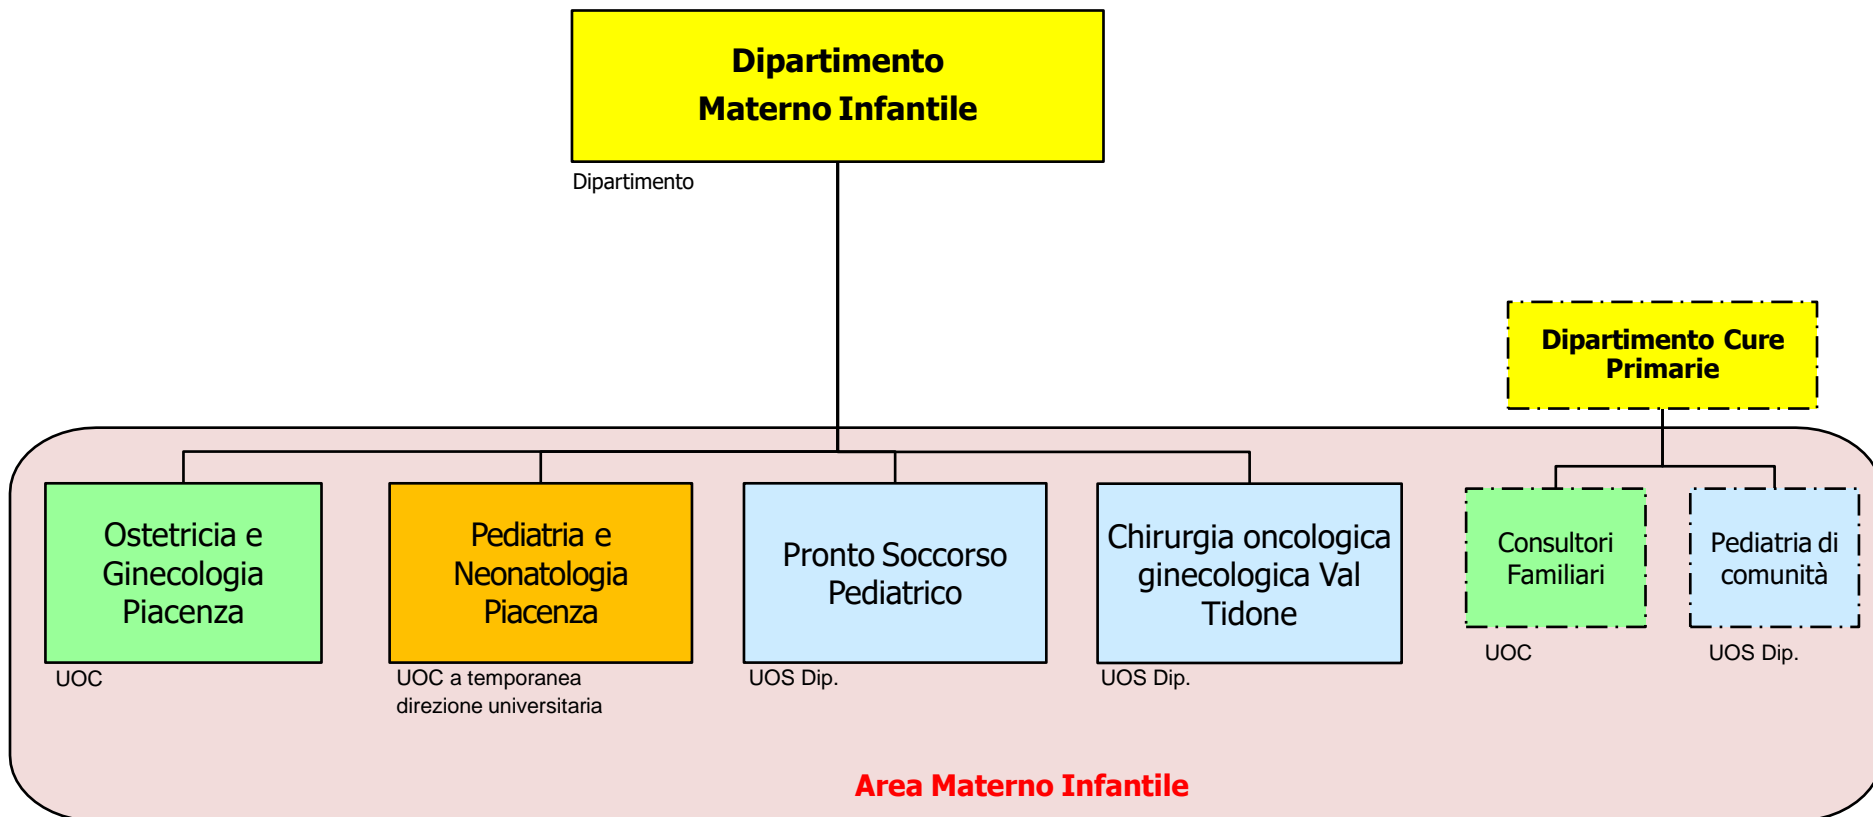 Dipartimento
Materno Infantile
Dipartimento
Dipartimento Cure
Primarie
Ostetricia e
Ginecologia
Piacenza
UOC
Pediatria e
Neonatologia
Piacenza
UOC a temporanea
direzione universitaria
Pronto Soccorso
Pediatrico
UOS Dip.
Chirurgia oncologica
ginecologica Val
Tidone
UOS Dip.
Consultori
Familiari
UOC
Pediatria di
comunità
UOS Dip.
Area Materno Infantile